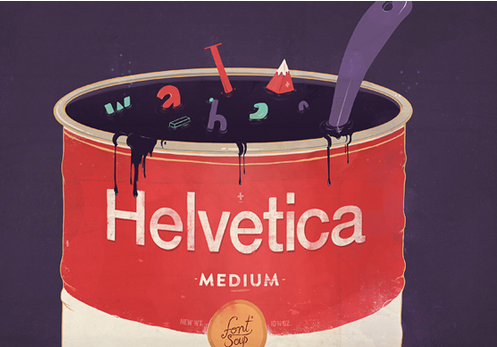 w a l h a
Helvetica
MEDIUM
font
Soup